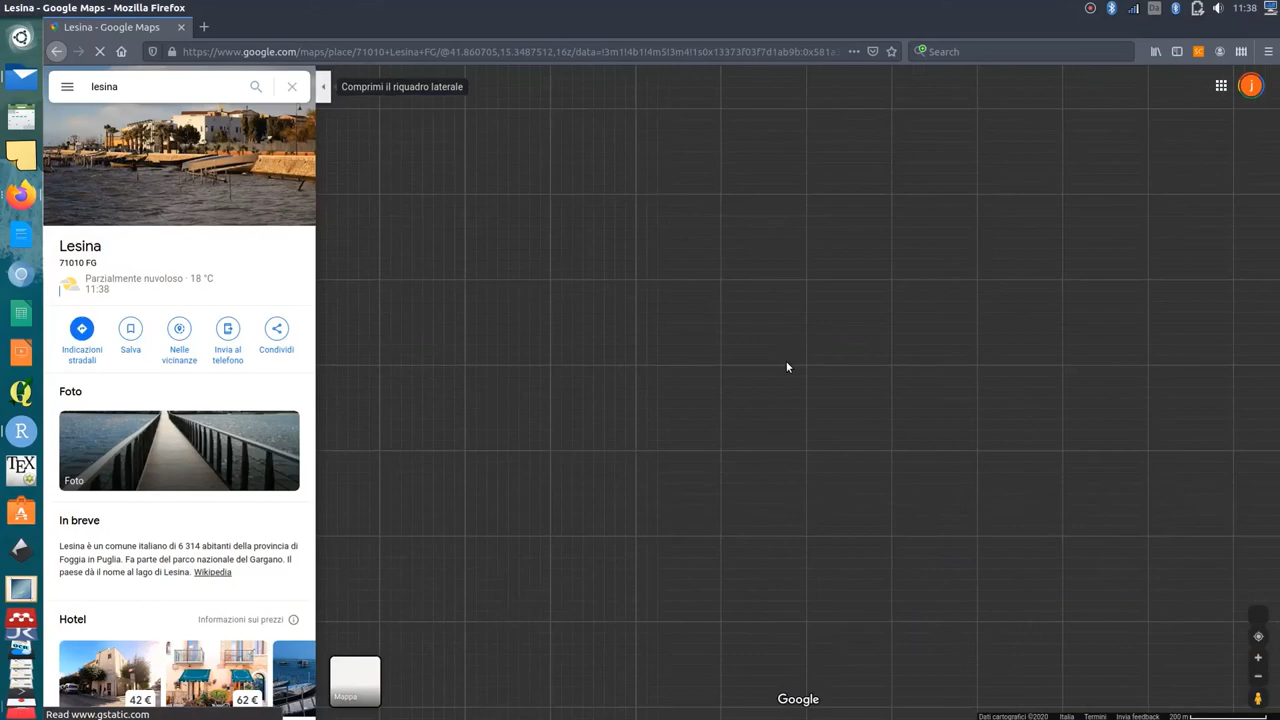 Lesina - Google Maps - Mozilla Firefox
Da
11:38
Lesina - Google Maps
https://www.google.com/maps/place/71010+Lesina+FG/@41.860705,15.3487512,16z/data=
Search
lesina
Comprimi il riquadro laterale
j
Lesina
71010 FG
Parzialmente nuvoloso · 18 °C
11:38
Indicazioni stradali
Salva
Nelle vicinanze
Invia al telefono
Condividi
Foto
Foto
In breve
Lesina è un comune italiano di 6 314 abitanti della provincia di
Foggia in Puglia. Fa parte del parco nazionale del Gargano. Il
paese dà il nome al lago di Lesina. Wikipedia
Hotel
Informazioni sui prezzi
42 €
62 €
Mappa
Google
R
TEX
OCR
Read www.gstatic.com
Dati cartografici ©2020
Italia
Termini
Invia feedback
200 m